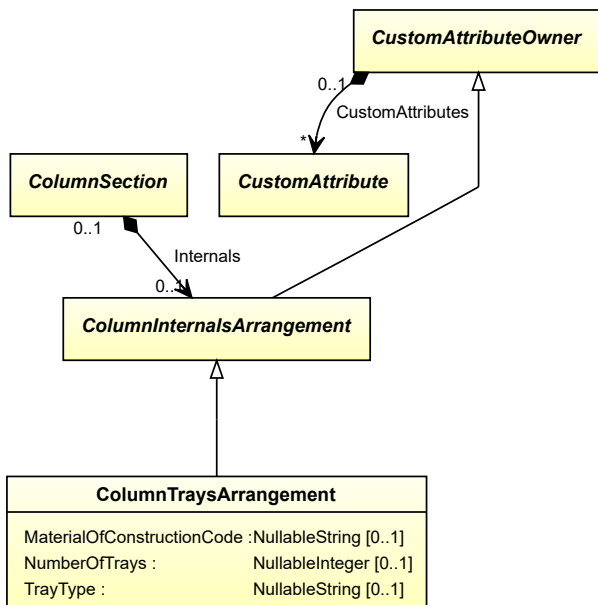 CustomAttributeOwner
0..1
CustomAttributes
*
ColumnSection
CustomAttribute
0..1
Internals
0..1
ColumnInternalsArrangement
ColumnTraysArrangement
MaterialOfConstructionCode :NullableString [0..1]
NumberOfTrays : NullableInteger [0..1]
TrayType : NullableString [0..1]